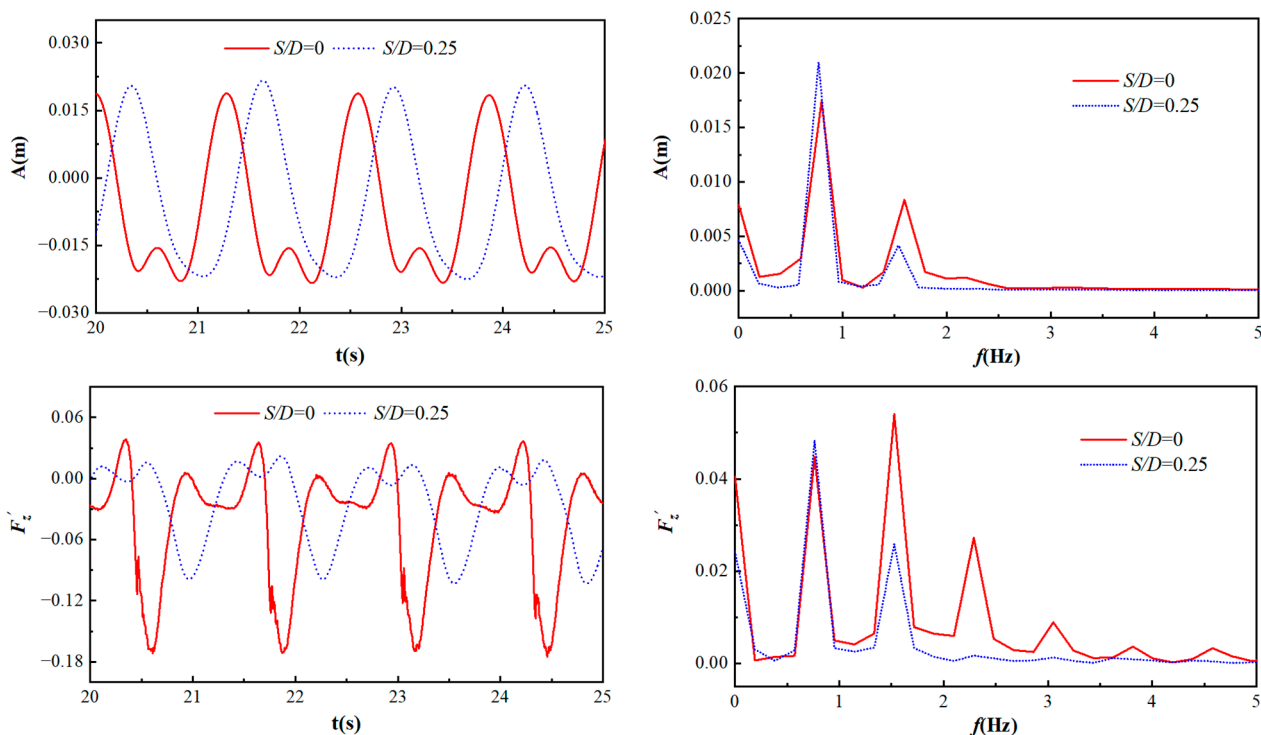 0.030
0.015
0.000
−0.015
−0.030
A(m)
S/D=0 S/D=0.25
20 21 22 23 24 25
t(s)
0.025
0.020
0.015
0.010
0.005
0.000
A(m)
S/D=0
S/D=0.25
0 1 2 3 4 5
f(Hz)
0.06
0.00
−0.06
−0.12
−0.18
Fz′
S/D=0 S/D=0.25
20 21 22 23 24 25
t(s)
0.06
0.04
0.02
0.00
Fz′
S/D=0
S/D=0.25
0 1 2 3 4 5
f(Hz)